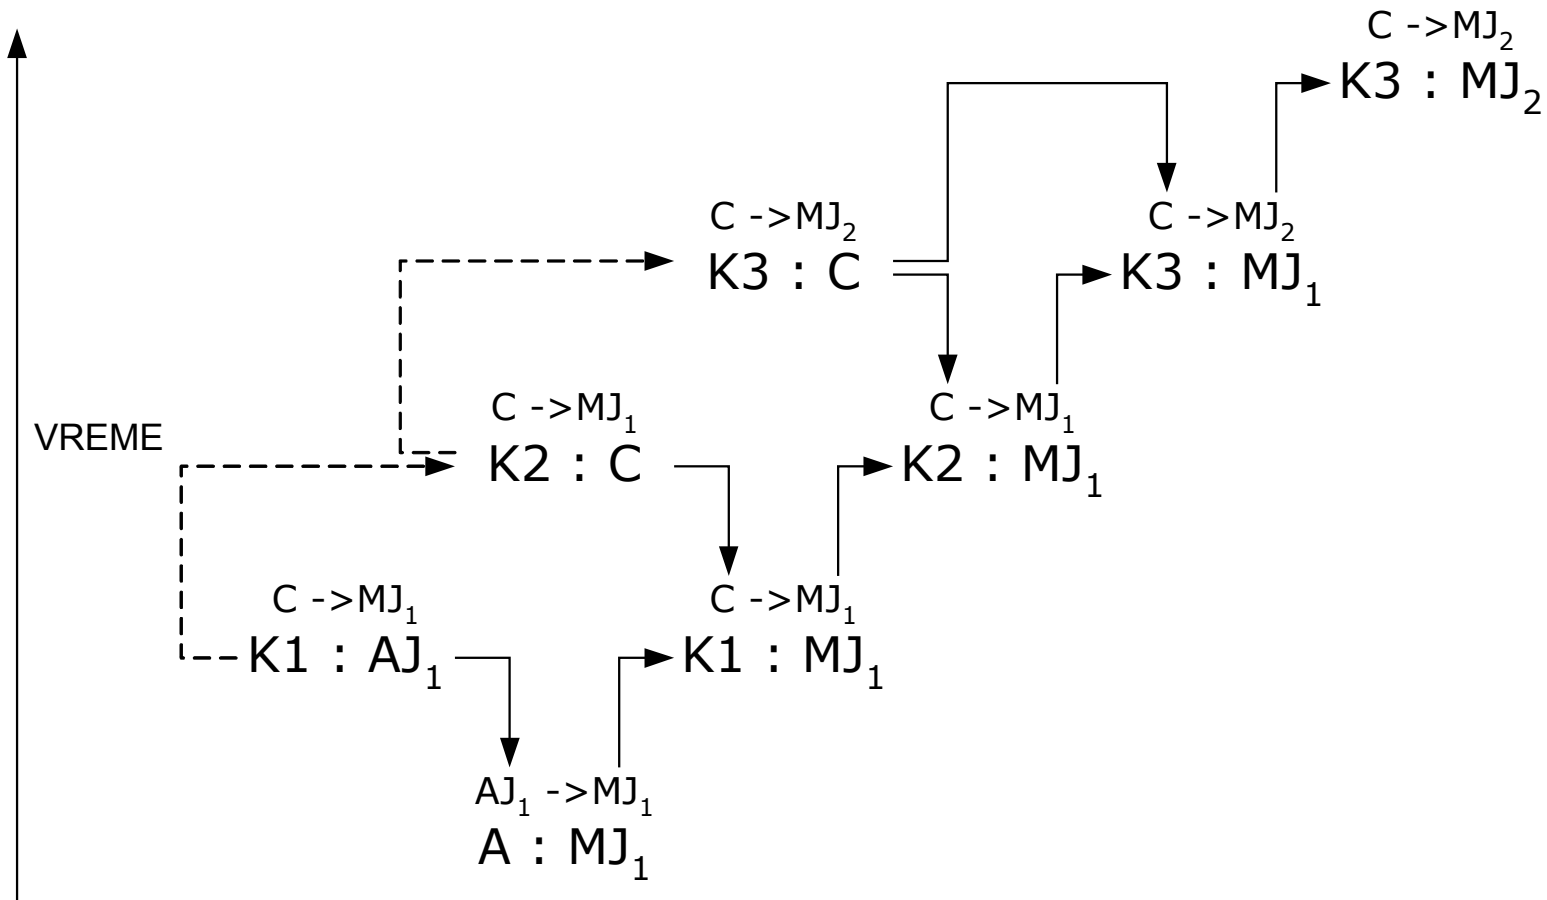 C ->MJ₂
K3 : MJ₂
C ->MJ₂
K3 : C
C ->MJ₂
K3 : MJ₁
VREME
C ->MJ₁
K2 : C
C ->MJ₁
K2 : MJ₁
C ->MJ₁
K1 : AJ₁
C ->MJ₁
K1 : MJ₁
AJ₁ ->MJ₁
A : MJ₁